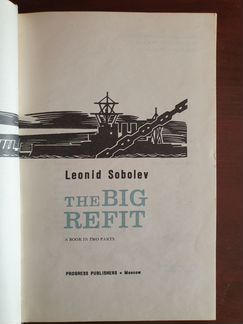 Leonid Sobolev
THE BIG
REFIT
A BOOK IN TWO PARTS
PROGRESS PUBLISHERS • Moscow